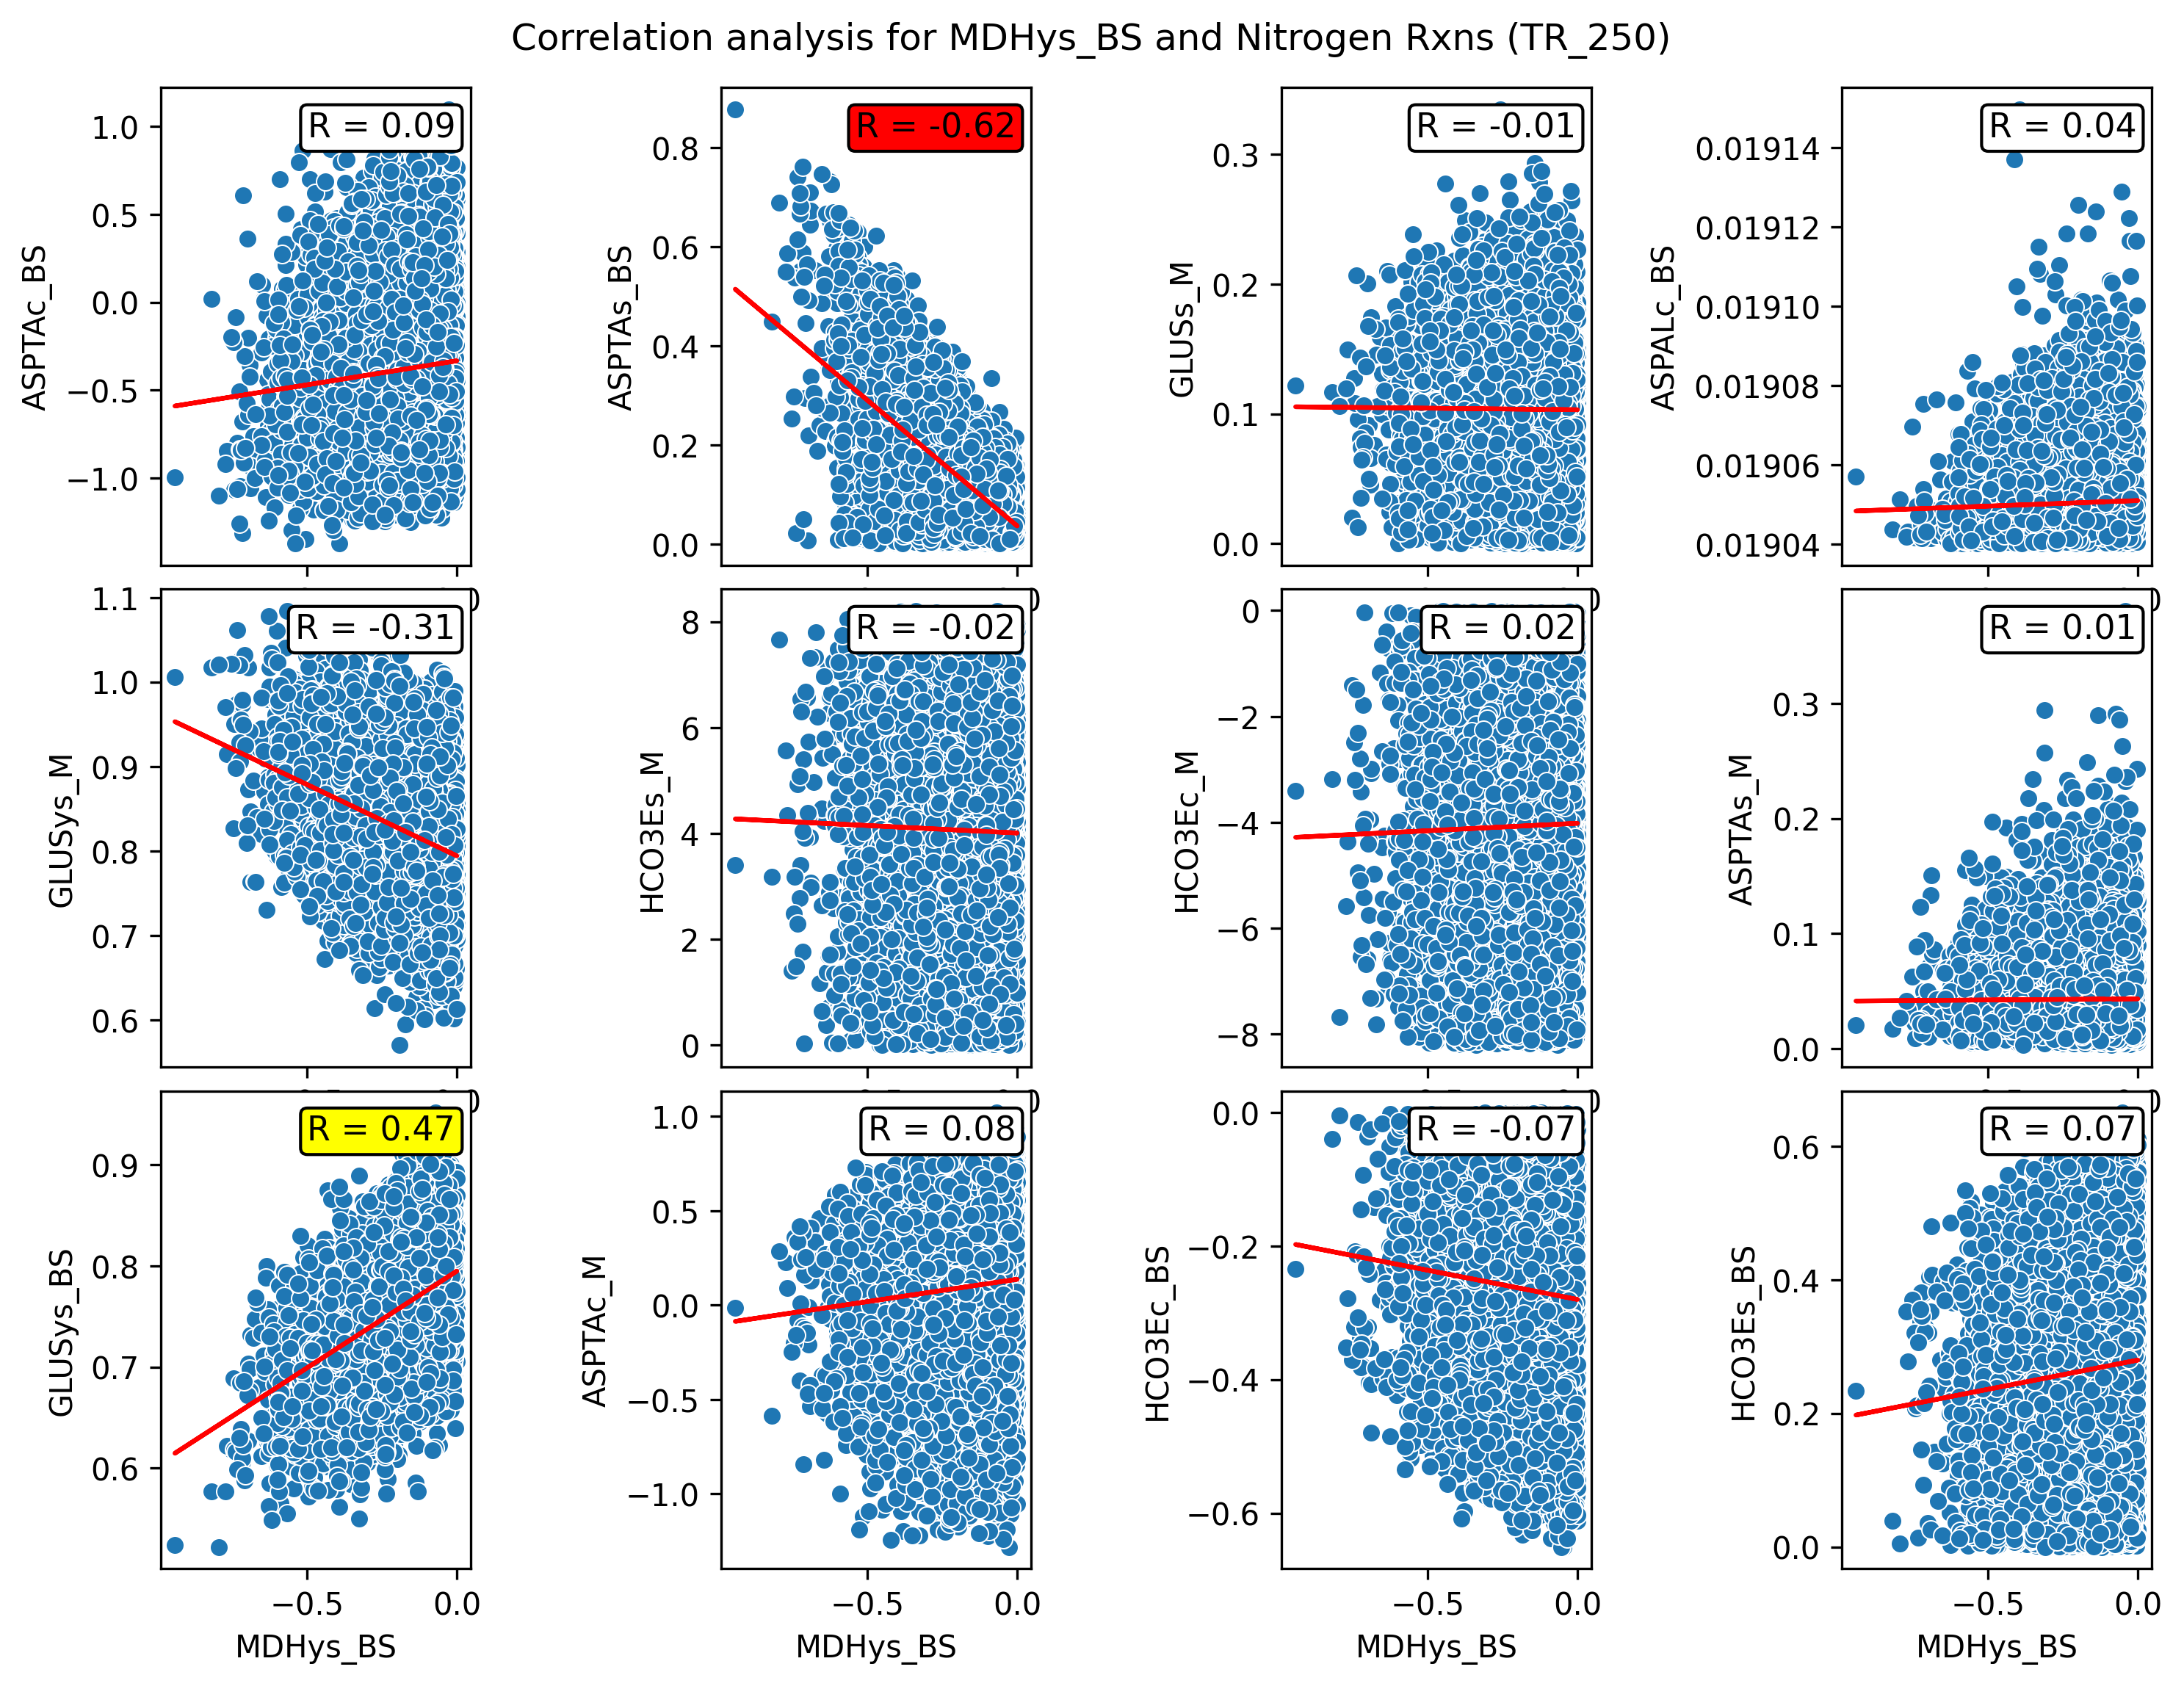 Correlation analysis for MDHys_BS and Nitrogen Rxns (TR_250)
ASPTAc_BS
1.0
0.5
0.0
−0.5
−1.0
R = 0.09
ASPTAs_BS
0.8
0.6
0.4
0.2
0.0
R = -0.62
GLUSs_M
0.3
0.2
0.1
0.0
R = -0.01
ASPALc_BS
0.01914
0.01912
0.01910
0.01908
0.01906
0.01904
R = 0.04
GLUSys_M
1.1
1.0
0.9
0.8
0.7
0.6
R = -0.31
HCO3Es_M
8
6
4
2
0
R = -0.02
HCO3Ec_M
0
−2
−4
−6
−8
R = 0.02
ASPTAs_M
0.3
0.2
0.1
0.0
R = 0.01
GLUSys_BS
0.9
0.8
0.7
0.6
R = 0.47
−0.5 0.0
MDHys_BS
ASPTAc_M
1.0
0.5
0.0
−0.5
−1.0
R = 0.08
−0.5 0.0
MDHys_BS
HCO3Ec_BS
0.0
−0.2
−0.4
−0.6
R = -0.07
−0.5 0.0
MDHys_BS
HCO3Es_BS
0.6
0.4
0.2
0.0
R = 0.07
−0.5 0.0
MDHys_BS